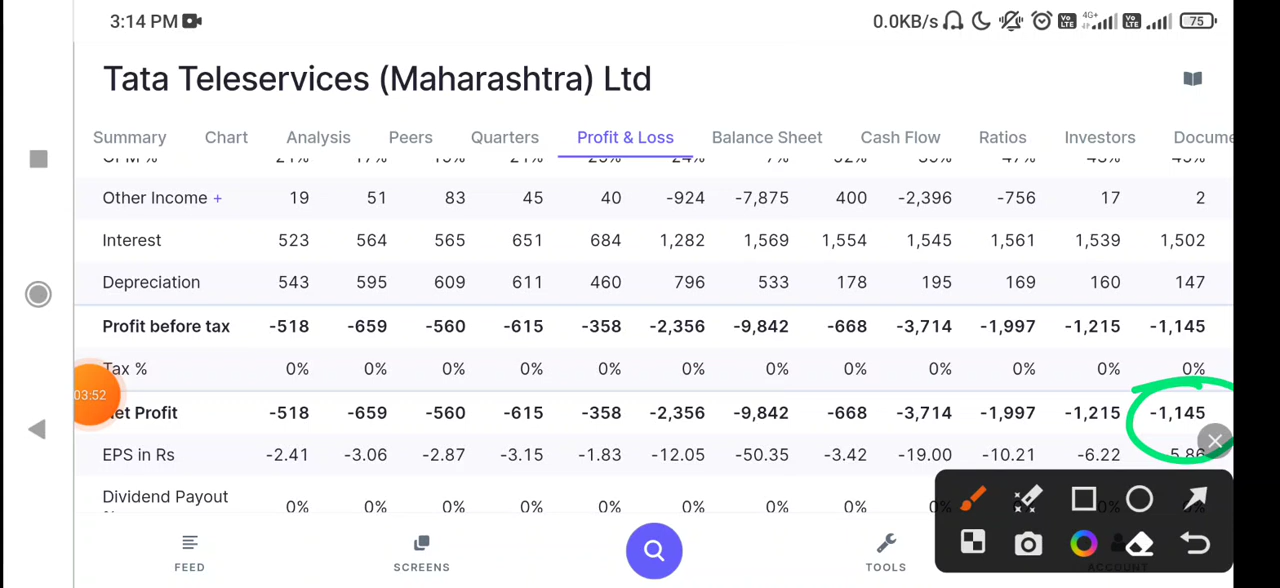 3:14 PM 0.0KB/s 4G+ 75
Tata Teleservices (Maharashtra) Ltd
Summary Chart Analysis Peers Quarters Profit & Loss Balance Sheet Cash Flow Ratios Investors Docume
Other Income + 19 51 83 45 40 -924 -7,875 400 -2,396 -756 17 2
Interest 523 564 565 651 684 1,282 1,569 1,554 1,545 1,561 1,539 1,502
Depreciation 543 595 609 611 460 796 533 178 195 169 160 147
Profit before tax -518 -659 -560 -615 -358 -2,356 -9,842 -668 -3,714 -1,997 -1,215 -1,145
Tax % 0% 0% 0% 0% 0% 0% 0% 0% 0% 0% 0% 0%
03:52
et Profit -518 -659 -560 -615 -358 -2,356 -9,842 -668 -3,714 -1,997 -1,215 -1,145
EPS in Rs -2.41 -3.06 -2.87 -3.15 -1.83 -12.05 -50.35 -3.42 -19.00 -10.21 -6.22 5.86
Dividend Payout 0% 0% 0% 0% 0% 0% 0% 0%
FEED SCREENS TOOLS ACCOUNT